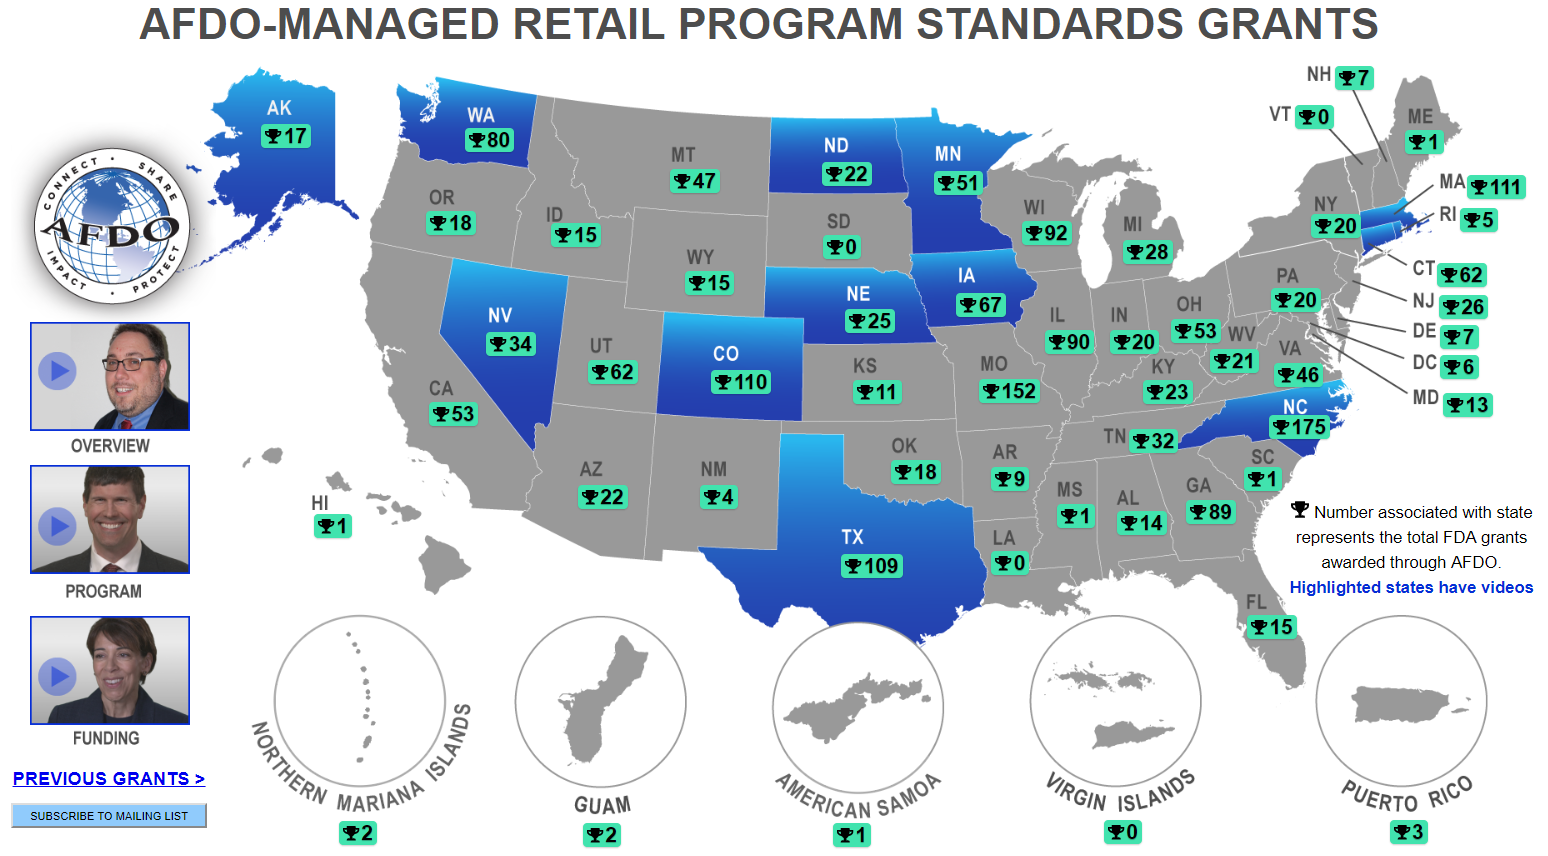 AFDO-MANAGED RETAIL PROGRAM STANDARDS GRANTS
CONNECT · SHARE
AFDO
IMPACT · PROTECT
OVERVIEW
PROGRAM
FUNDING
PREVIOUS GRANTS >
SUBSCRIBE TO MAILING LIST
AK
17
WA
80
MT
47
ND
22
MN
51
OR
18
ID
15
WY
15
SD
0
WI
92
MI
28
NH 7
VT 0
ME
1
NY
20
MA 111
RI 5
CT 62
NJ 26
DE 7
DC 6
MD 13
NV
34
UT
62
CO
110
NE
25
IA
67
IL
90
IN
20
OH
53
PA
20
WV
21
VA
46
CA
53
KS
11
MO
152
KY
23
NC
175
TN 32
AZ
22
NM
4
OK
18
AR
9
SC
1
MS
1
AL
14
GA
89
TX
109
LA
0
FL
15
HI
1
Number associated with state
represents the total FDA grants
awarded through AFDO.
Highlighted states have videos
NORTHERN MARIANA ISLANDS
2
GUAM
2
AMERICAN SAMOA
1
VIRGIN ISLANDS
0
PUERTO RICO
3